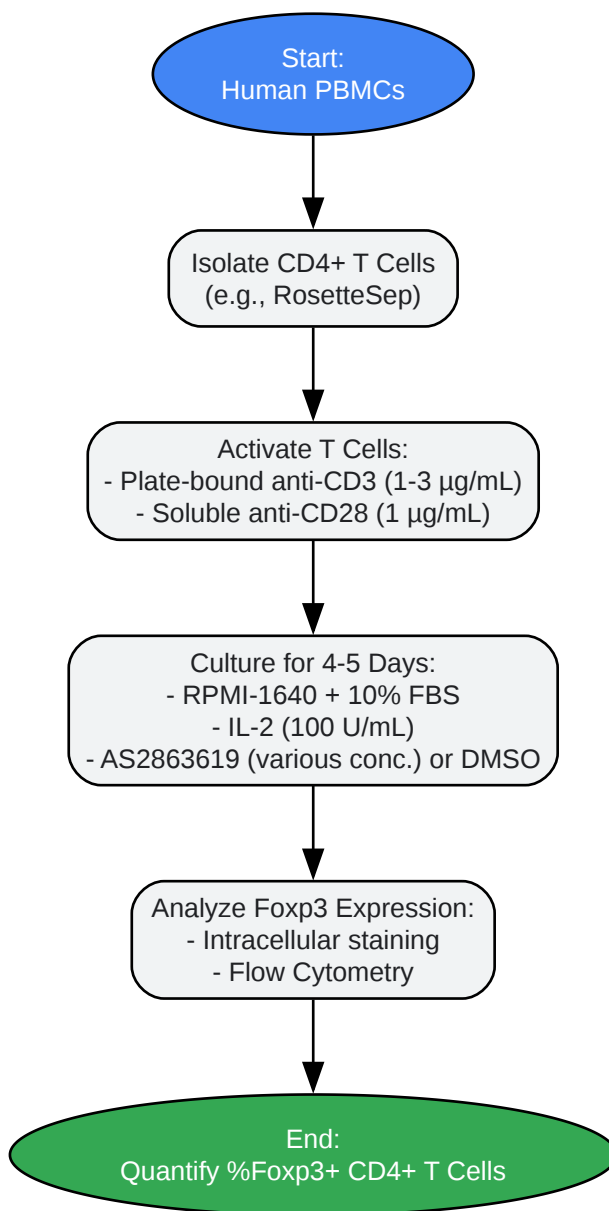 Start:
Human PBMCs
Isolate CD4+ T Cells
(e.g., RosetteSep)
Activate T Cells:
- Plate-bound anti-CD3 (1-3 µg/mL)
- Soluble anti-CD28 (1 µg/mL)
Culture for 4-5 Days:
- RPMI-1640 + 10% FBS
- IL-2 (100 U/mL)
- AS2863619 (various conc.) or DMSO
Analyze Foxp3 Expression:
- Intracellular staining
- Flow Cytometry
End:
Quantify %Foxp3+ CD4+ T Cells